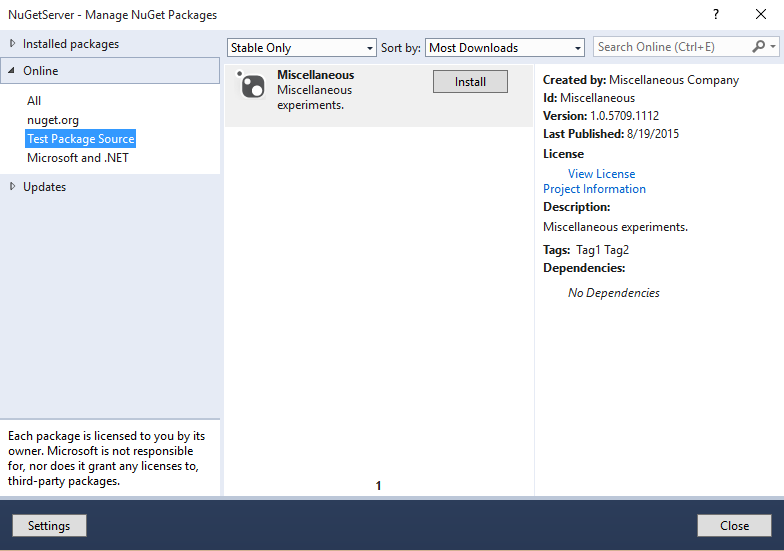 NuGetServer - Manage NuGet Packages
?
Installed packages
Online
All
nuget.org
Test Package Source
Microsoft and .NET
Updates
Each package is licensed to you by its
owner. Microsoft is not responsible
for, nor does it grant any licenses to,
third-party packages.
Stable Only
Sort by:
Most Downloads
Search Online (Ctrl+E)
Miscellaneous
Miscellaneous
experiments.
Install
1
Created by: Miscellaneous Company
Id: Miscellaneous
Version: 1.0.5709.1112
Last Published: 8/19/2015
License
View License
Project Information
Description:
Miscellaneous experiments.
Tags: Tag1 Tag2
Dependencies:
No Dependencies
Settings
Close